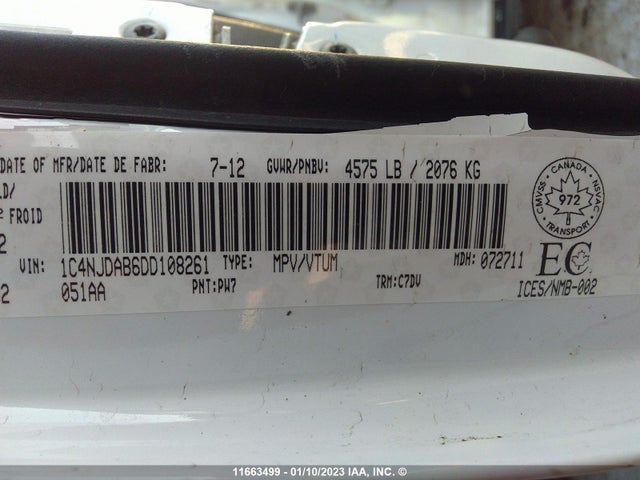 DATE OF MFR/DATE DE FABR: 7-12 GVWR/PNBV: 4575 LB / 2076 KG
LD/
² FROID
2
VIN: 1C4NJDAB6DD108261 TYPE: MPV/VTUM MDH: 072711
2 051AA PNT:PW7 TRM:C7DV ICES/NMB-002
CANADA
CMVSS 972 NSVAC
TRANSPORT
EC
11663499 - 01/10/2023 IAA, INC. ©